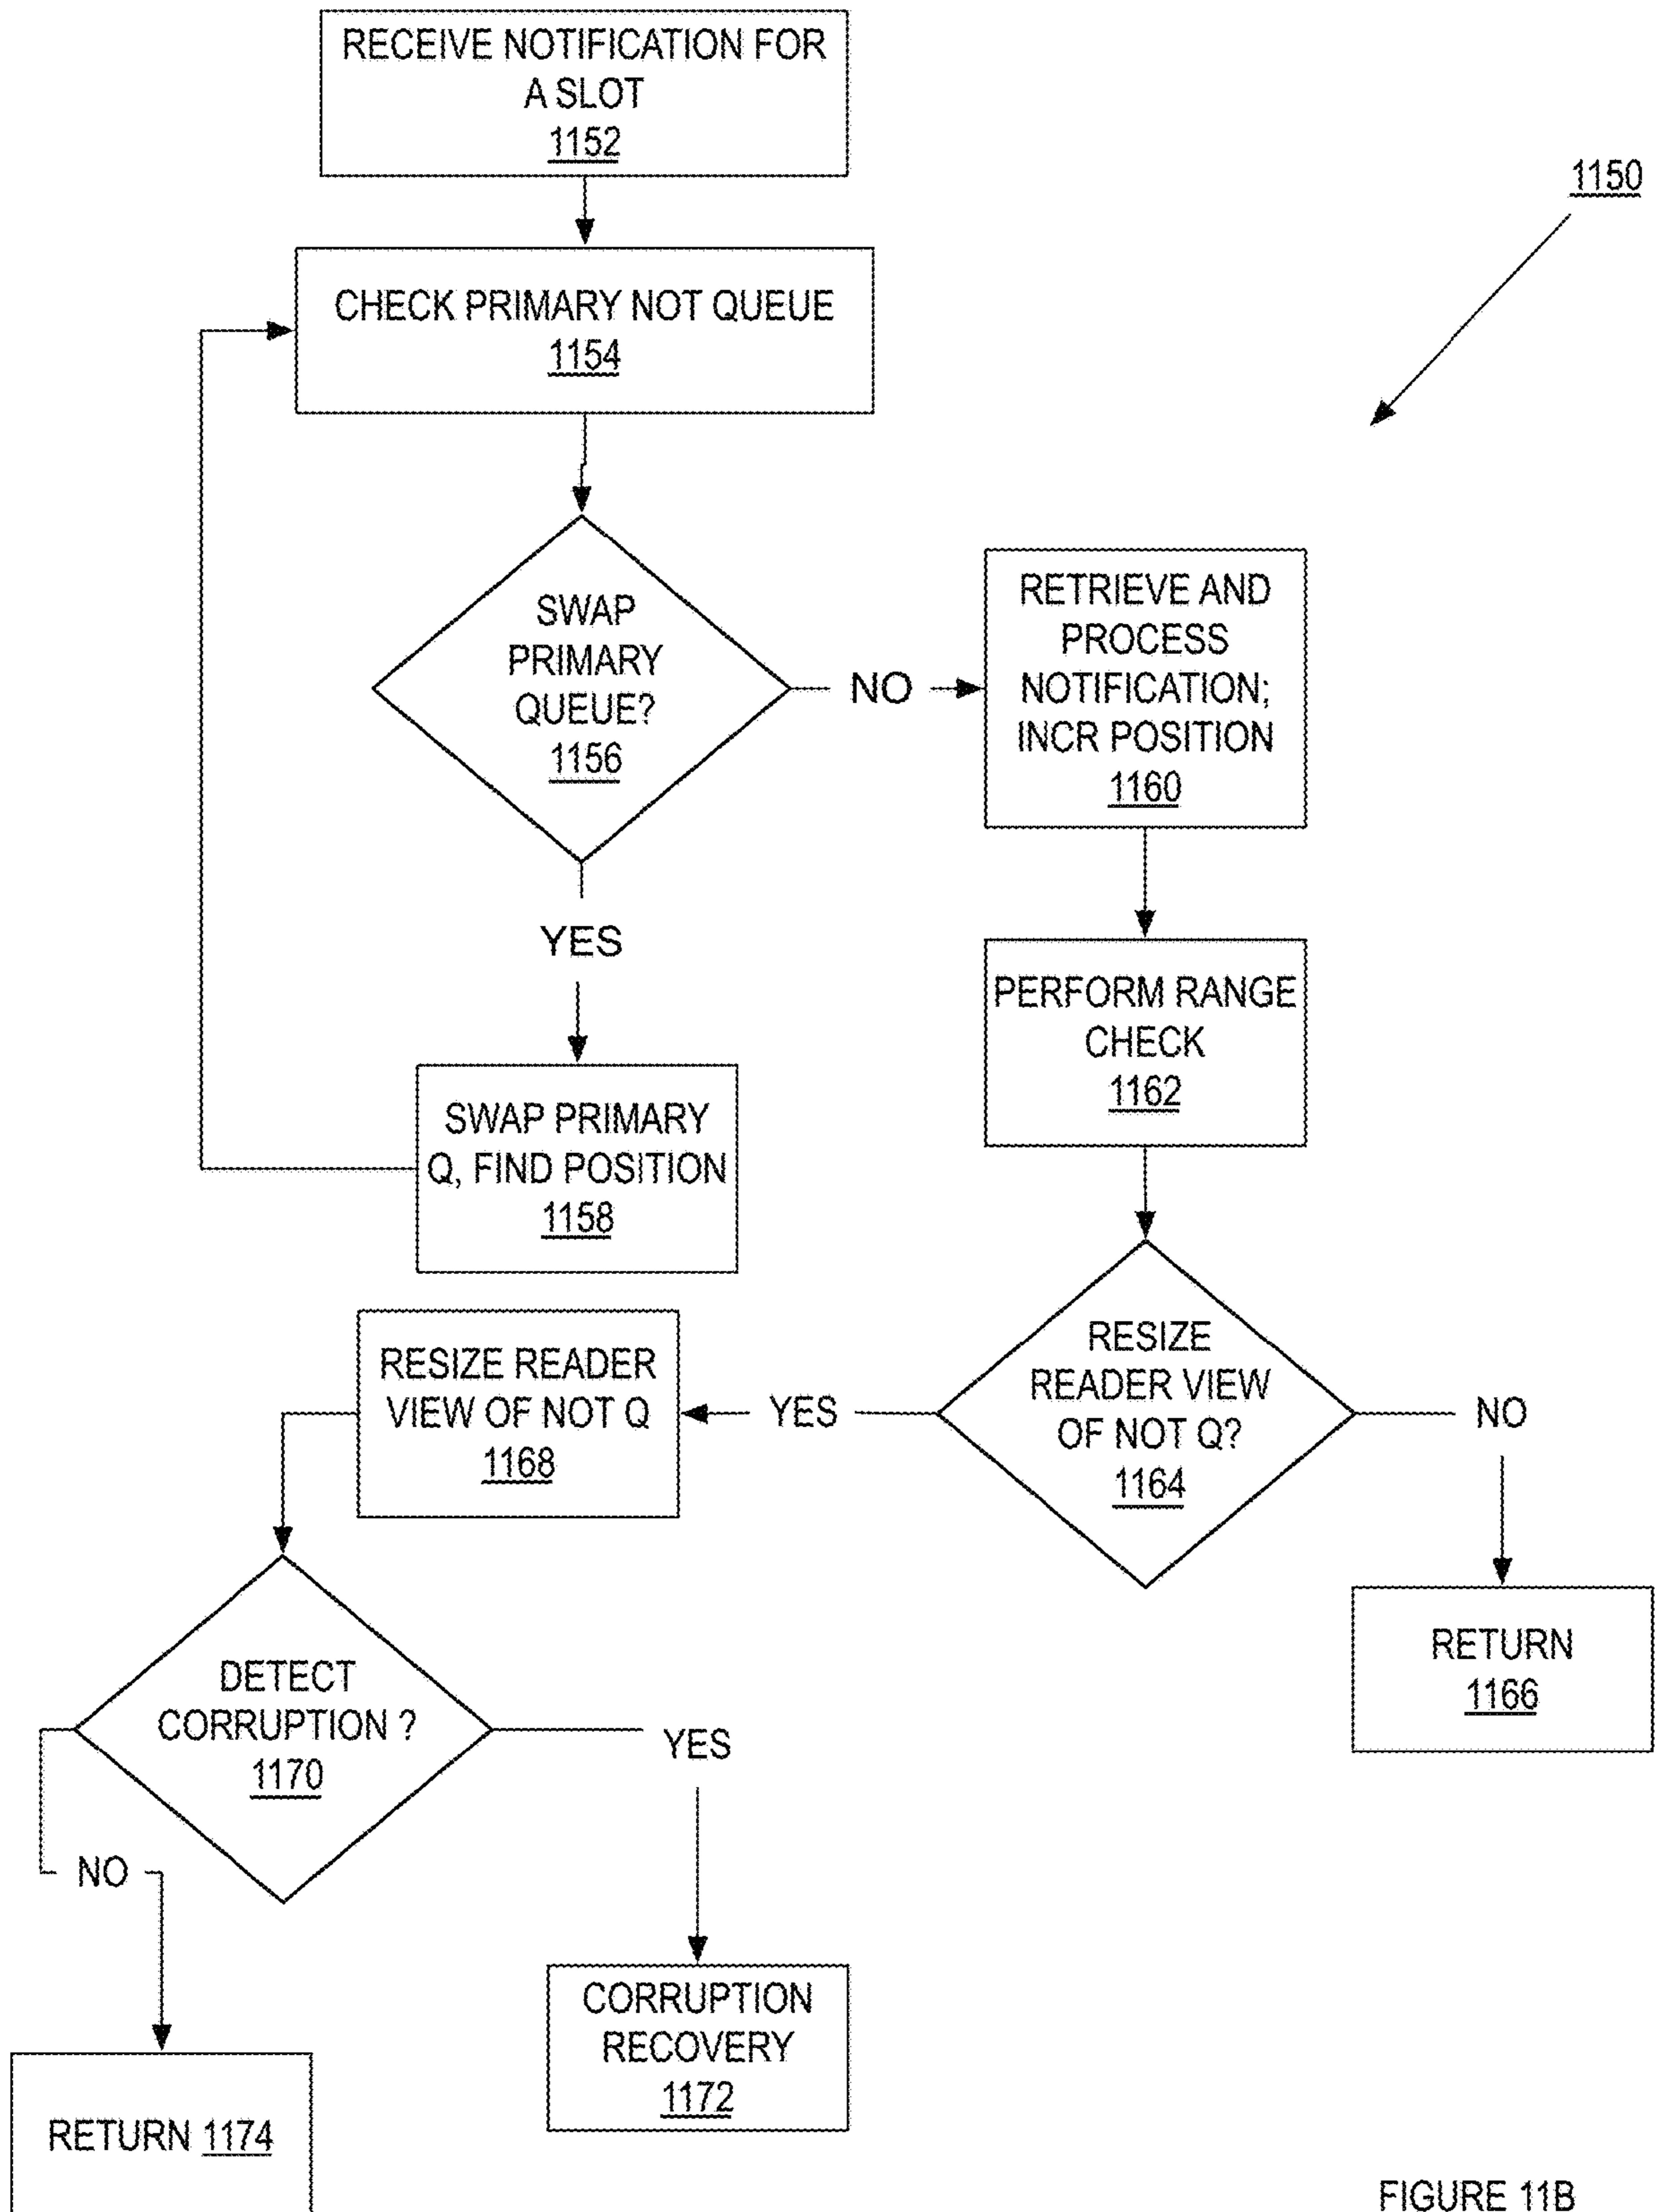 RECEIVE NOTIFICATION FOR
A SLOT
1152
1150
CHECK PRIMARY NOT QUEUE
1154
SWAP
PRIMARY
QUEUE?
1156
NO
RETRIEVE AND
PROCESS
NOTIFICATION;
INCR POSITION
1160
YES
PERFORM RANGE
CHECK
1162
SWAP PRIMARY
Q, FIND POSITION
1158
RESIZE
READER VIEW
OF NOT Q?
1164
YES
NO
RESIZE READER
VIEW OF NOT Q
1168
RETURN
1166
DETECT
CORRUPTION ?
1170
YES
NO
CORRUPTION
RECOVERY
1172
RETURN 1174
FIGURE 11B